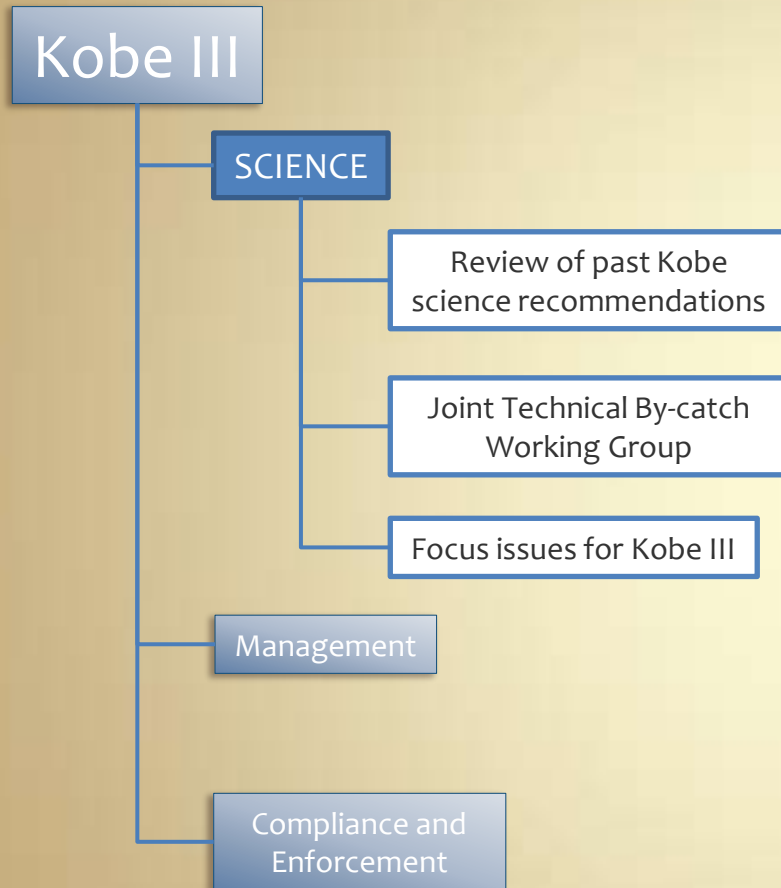 Kobe III
SCIENCE
Review of past Kobe
science recommendations
Joint Technical By-catch
Working Group
Focus issues for Kobe III
Management
Compliance and
Enforcement